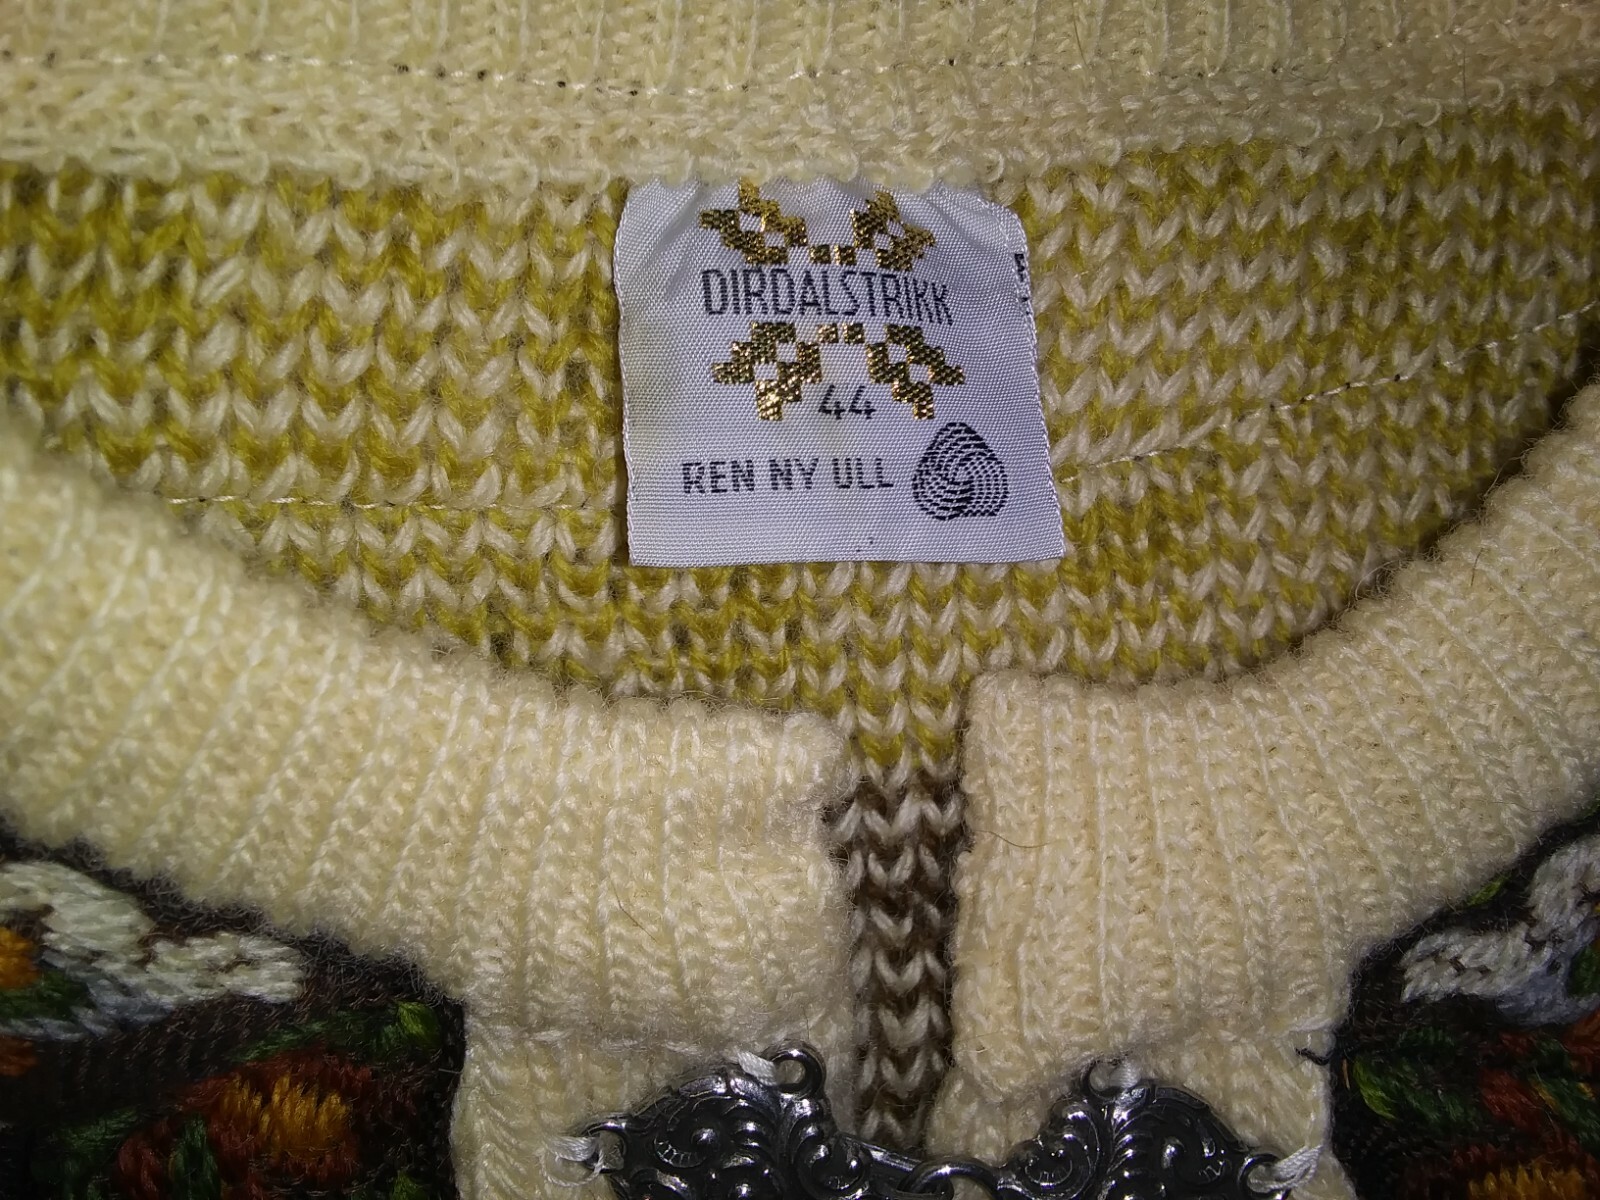 DIRDALSTRIKK
44
REN NY ULL